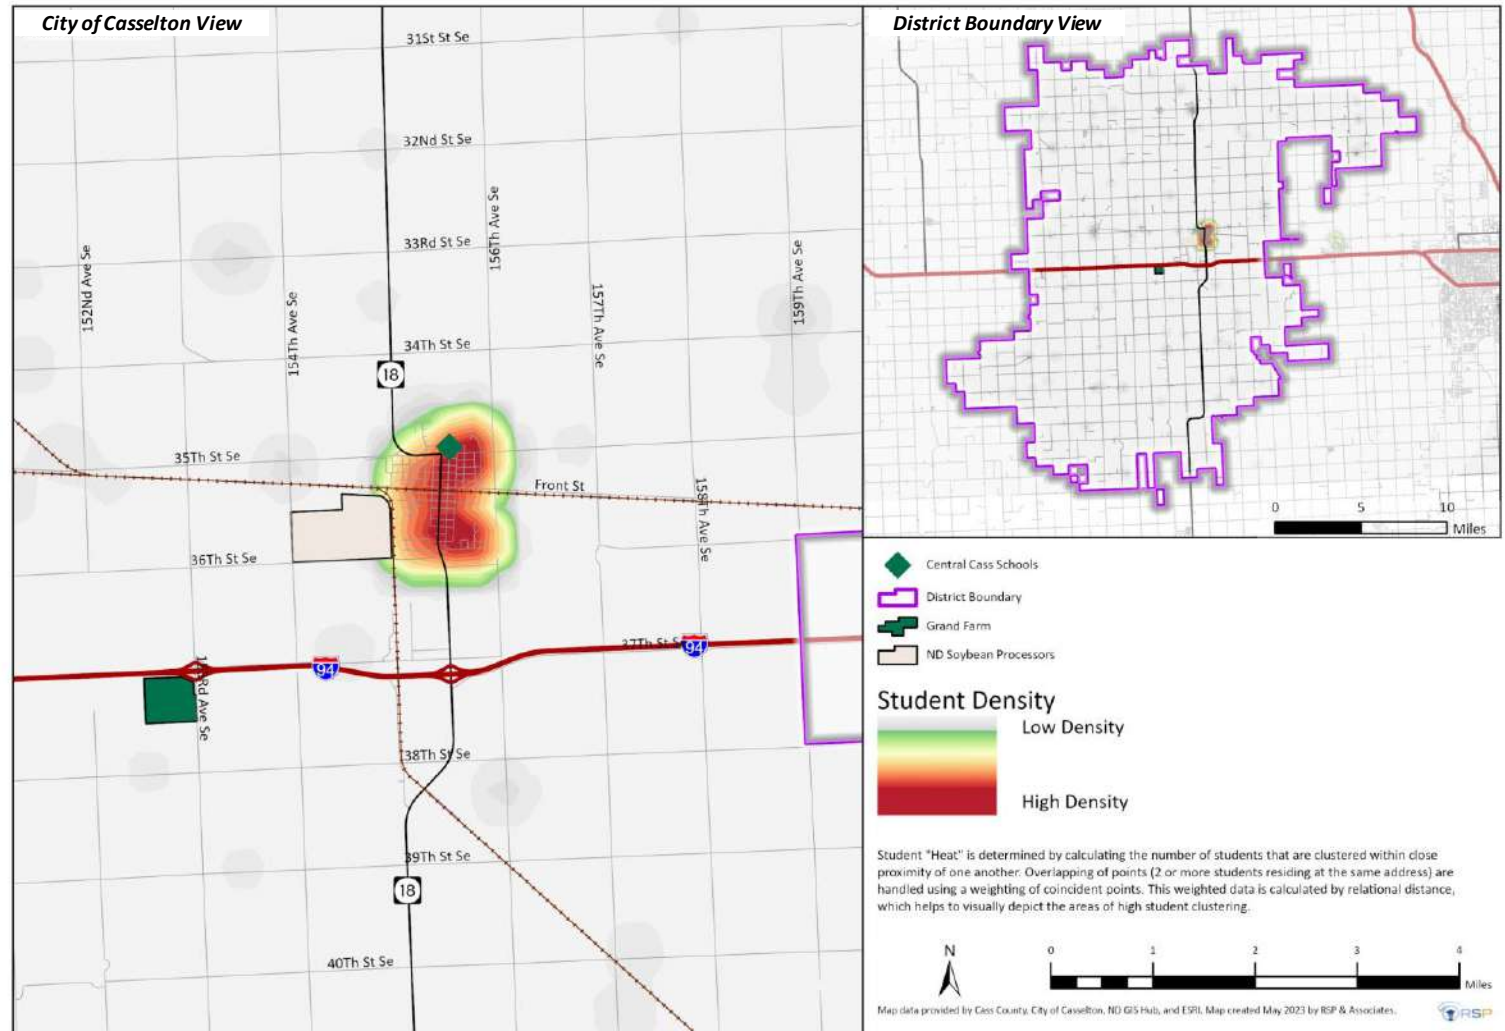 City of Casselton View
31St St Se
32Nd St Se
156Th Ave Se
33Rd St Se
152Nd Ave Se
154Th Ave Se
157Th Ave Se
159Th Ave Se
34Th St Se
18
35Th St Se
Front St
158Th Ave Se
36Th St Se
37Th St Se
94
94
Rd Ave Se
38Th St Se
39Th St Se
18
40Th St Se
District Boundary View
0 5 10
Miles
Central Cass Schools
District Boundary
Grand Farm
ND Soybean Processors
Student Density
Low Density
High Density
Student "Heat" is determined by calculating the number of students that are clustered within close
proximity of one another. Overlapping of points (2 or more students residing at the same address) are
handled using a weighting of coincident points. This weighted data is calculated by relational distance,
which helps to visually depict the areas of high student clustering.
N
0 1 2 3 4
Miles
Map data provided by Cass County, City of Casselton, ND GIS Hub, and ESRI. Map created May 2023 by RSP & Associates.
RSP